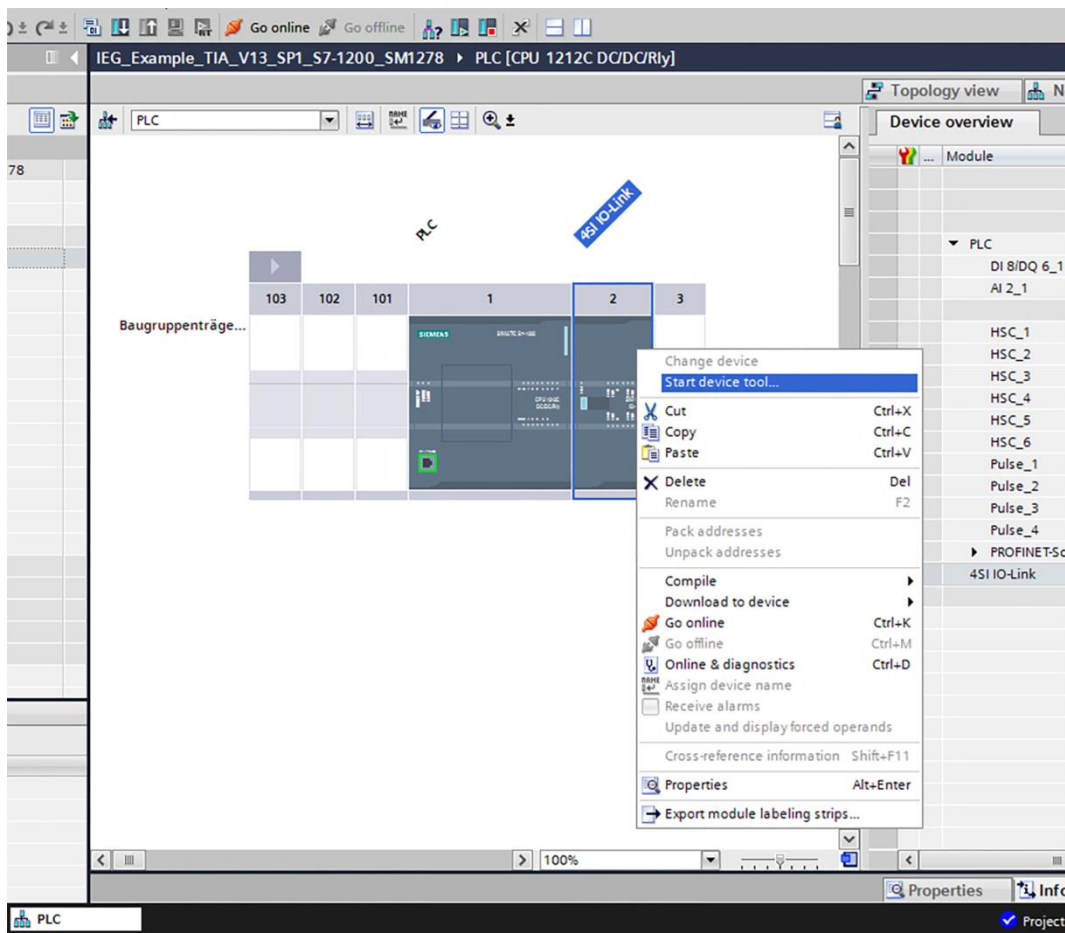 Go online Go offline
IEG_Example_TIA_V13_SP1_S7-1200_SM1278 PLC [CPU 1212C DC/DC/Rly]
Topology view N
PLC
Device overview
... Module
78
PLC
4SI IO-Link
PLC
DI 8/DQ 6_1
AI 2_1
103 102 101 1 2 3
Baugruppenträge...
SIEMENS
HSC_1
HSC_2
HSC_3
HSC_4
HSC_5
HSC_6
Pulse_1
Pulse_2
Pulse_3
Pulse_4
PROFINET-Sc
4SI IO-Link
Change device
Start device tool...
Cut Ctrl+X
Copy Ctrl+C
Paste Ctrl+V
Delete Del
Rename F2
Pack addresses
Unpack addresses
Compile
Download to device
Go online Ctrl+K
Go offline Ctrl+M
Online & diagnostics Ctrl+D
Assign device name
Receive alarms
Update and display forced operands
Cross-reference information Shift+F11
Properties Alt+Enter
Export module labeling strips...
100%
Properties Info
PLC
Project